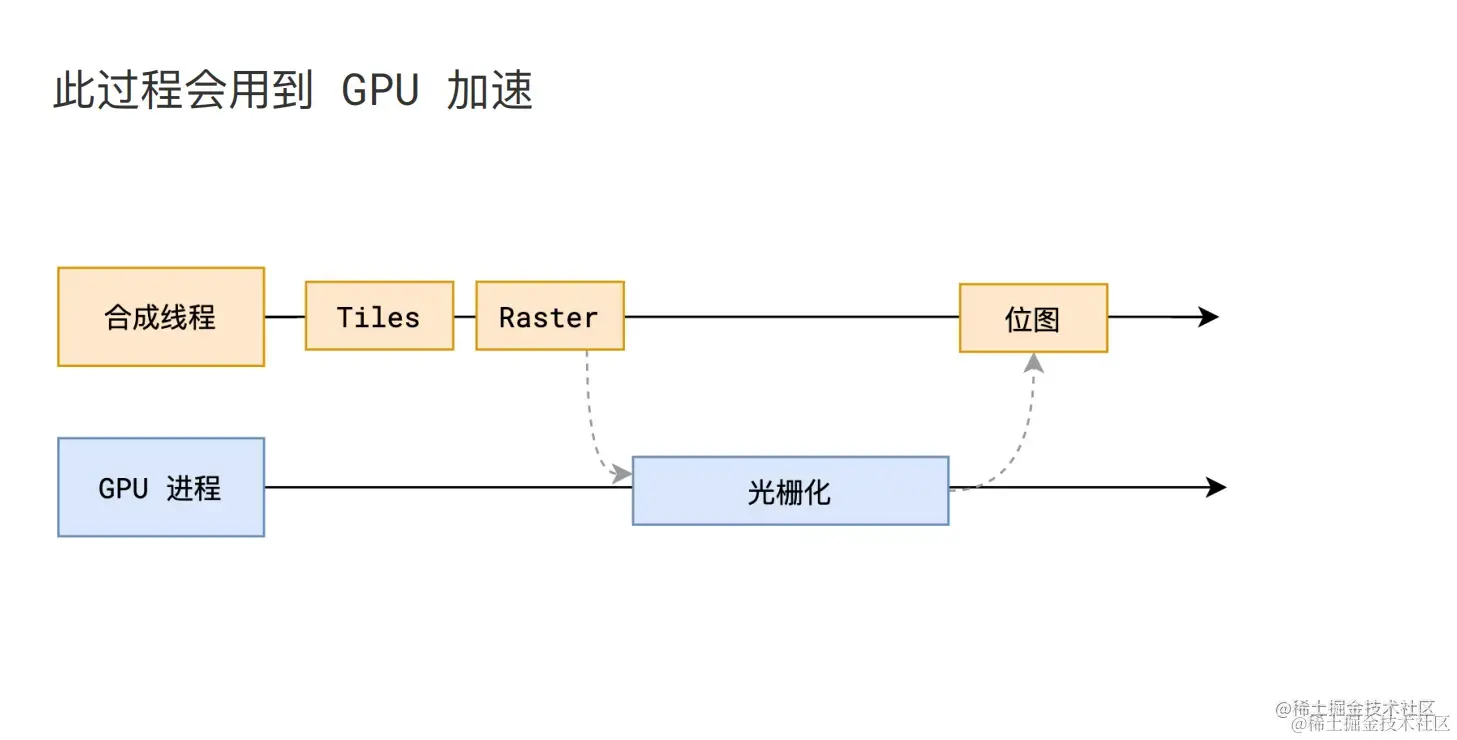 此过程会用到 GPU 加速
合成线程
Tiles
Raster
位图
GPU 进程
光栅化
@稀土掘金技术社区
@稀土掘金技术社区